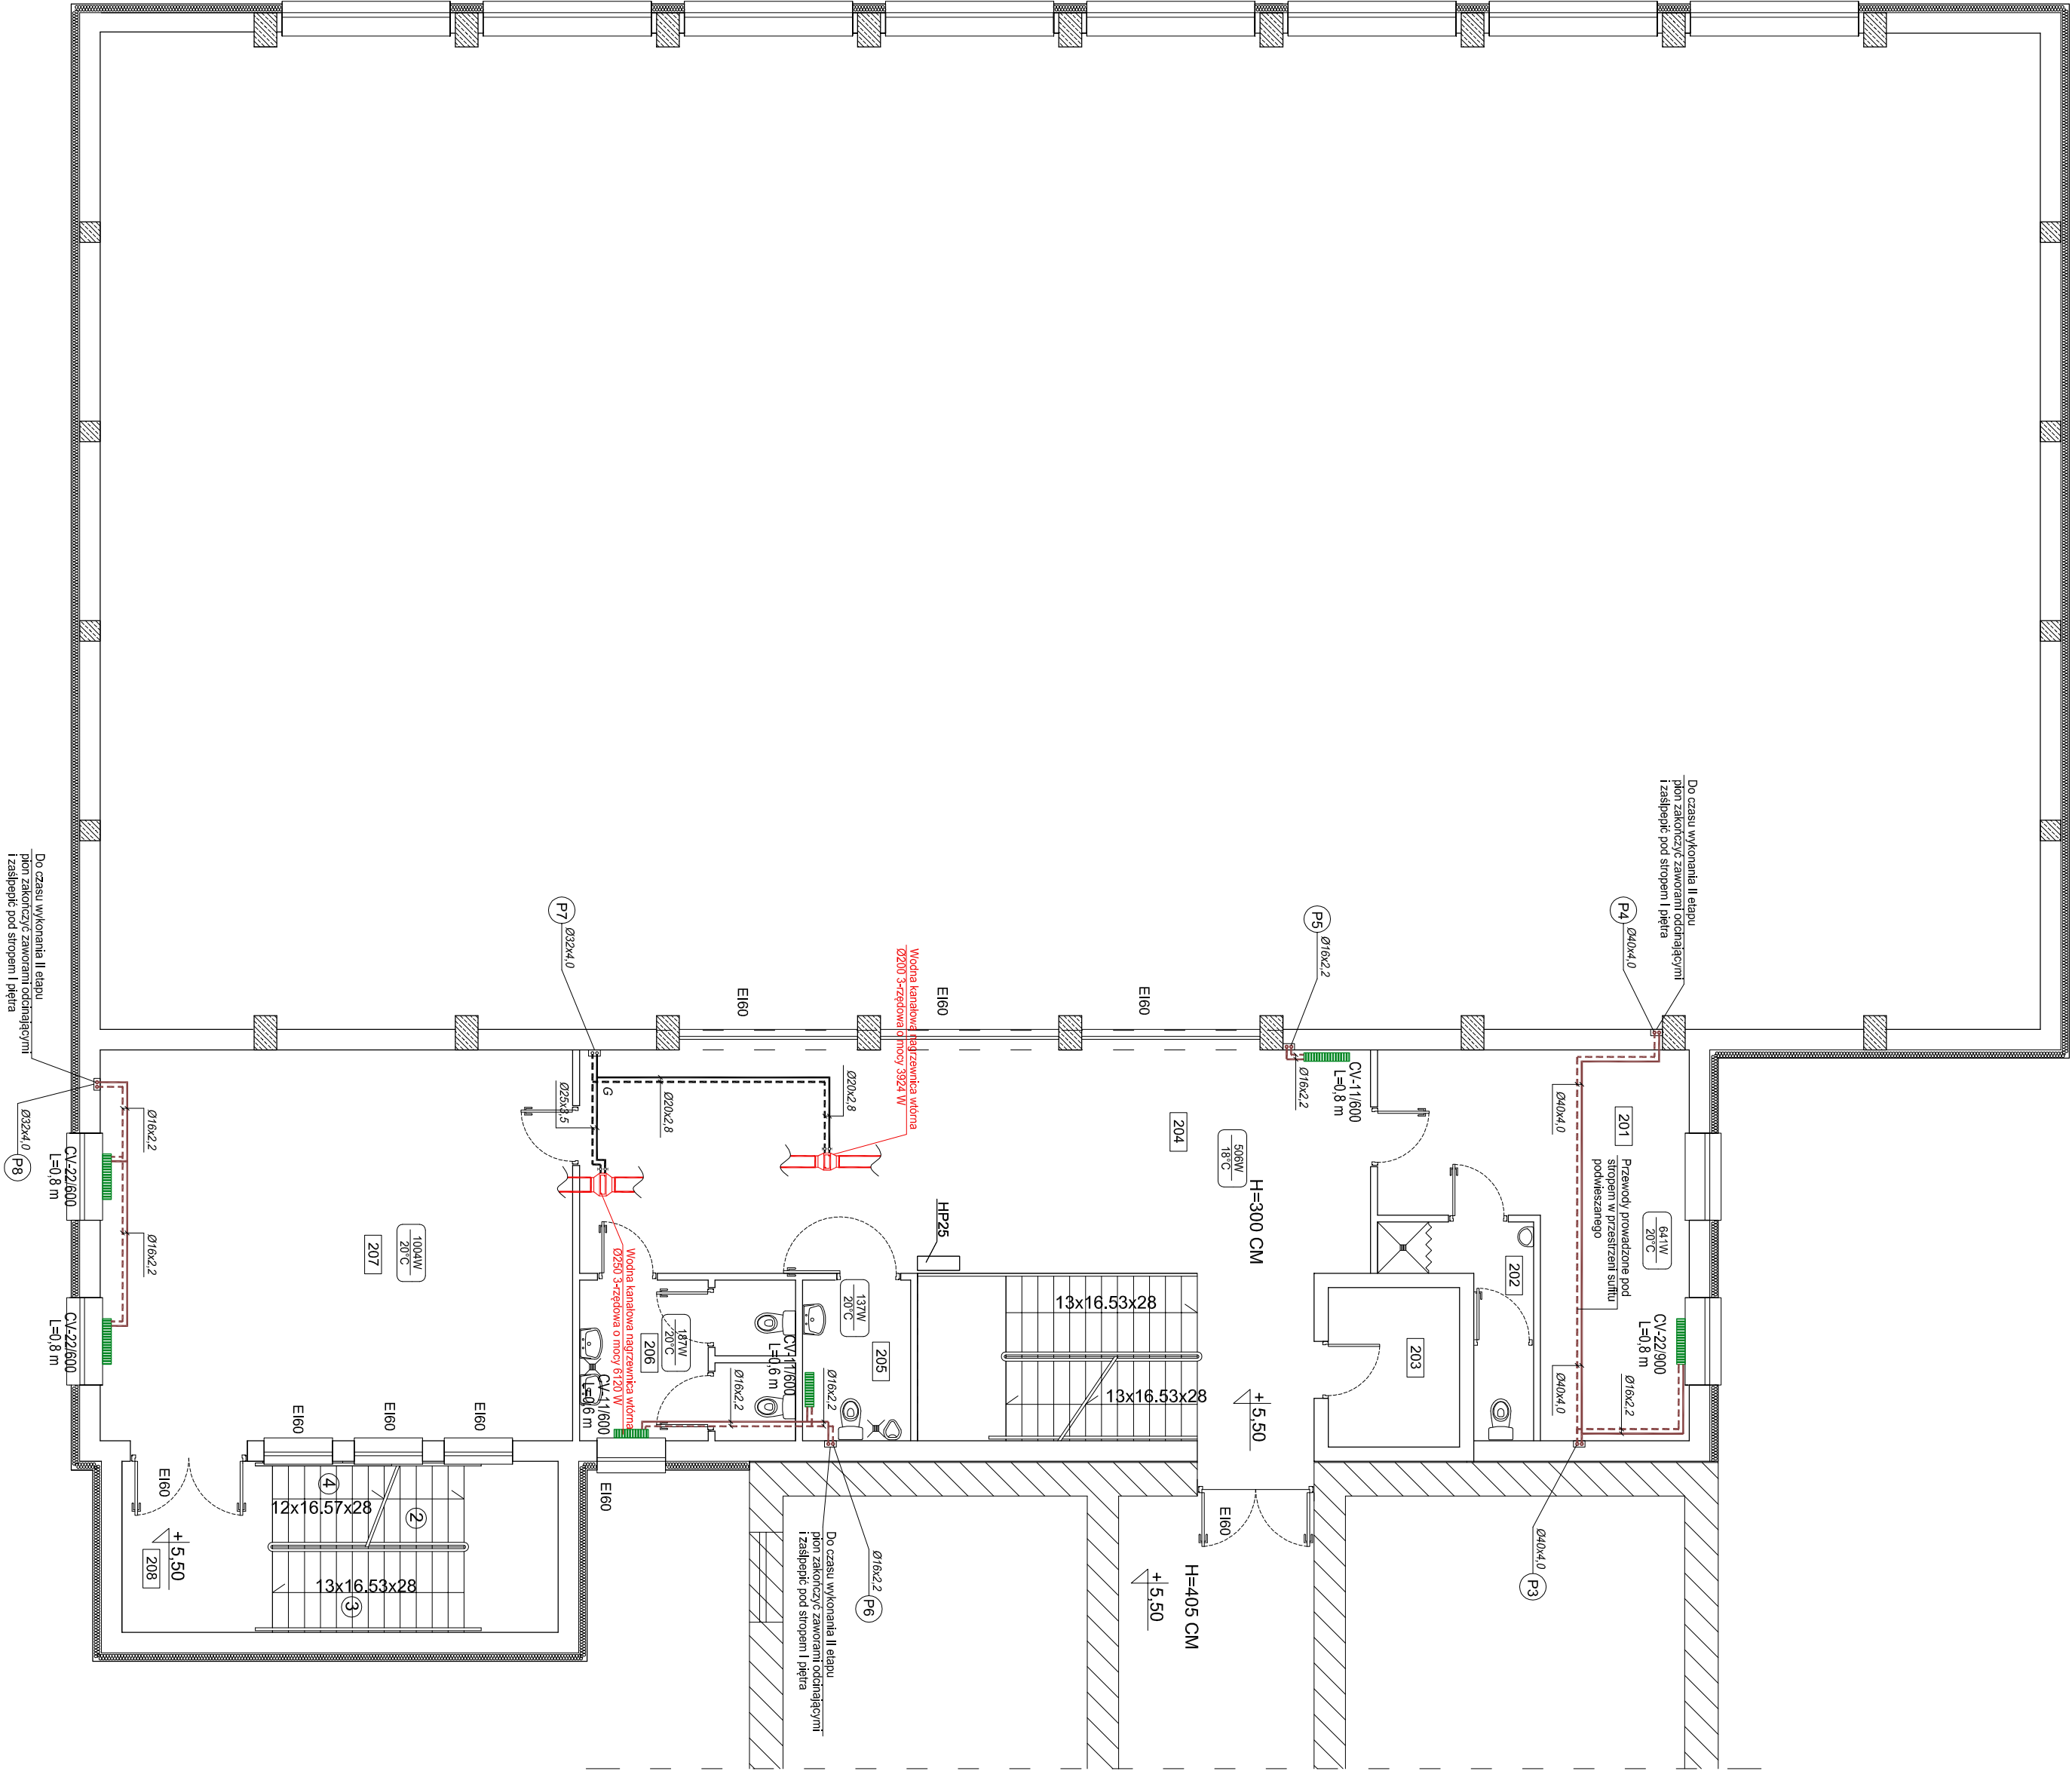 Do czasu wykonania II etapu
pion zakończyć zaworami odcinającymi
i zaślpepić pod stropem I piętra
P4
Ø40x4,0
P5
Ø16x2,2
P7
Ø32x4,0
Wodna kanałowa nagrzewnica wtórna
Ø200 3-rzędowa o mocy 3924 W
EI60
EI60
EI60
Do czasu wykonania II etapu
pion zakończyć zaworami odcinającymi
i zaślpepić pod stropem I piętra
Ø32x4,0
P8
Ø16x2,2
Ø16x2,2
CV-22/600
L=0,8 m
CV-22/600
L=0,8 m
1004W
20°C
207
G
Ø25x3,5
Ø20x2,8
Ø20x2,8
204
506W
18°C
H=300 CM
CV-11/600
L=0,8 m
Ø16x2,2
Ø40x4,0
201
Przewody prowadzone pod
stropem w przestrzeni sufitu
podwieszanego
641W
20°C
CV-22/900
L=0,8 m
Ø16x2,2
Ø40x4,0
202
203
HP25
13x16.53x28
13x16.53x28
+5,50
137W
20°C
205
187W
20°C
206
CV-11/600
L=0,6 m
Ø16x2,2
Ø16x2,2
CV-11/600
L=0,6 m
Wodna kanałowa nagrzewnica wtórna
Ø250 3-rzędowa o mocy 6120 W
EI60
EI60
EI60
EI60
EI60
EI60
4
12x16.57x28
2
13x16.53x28
3
+5,50
208
Do czasu wykonania II etapu
pion zakończyć zaworami odcinającymi
i zaślpepić pod stropem I piętra
Ø16x2,2
P6
H=405 CM
+5,50
Ø40x4,0
P3